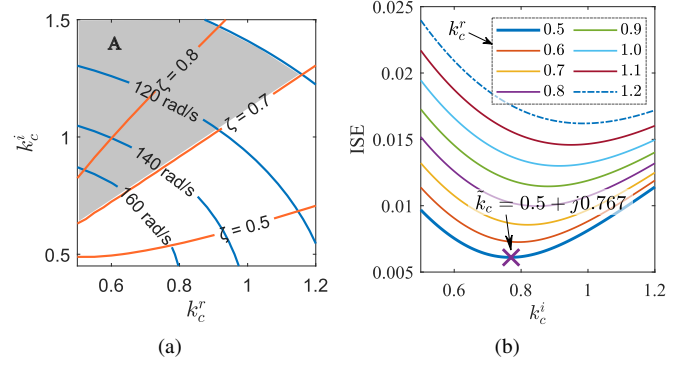 A
1.5
1
0.5
0.6
0.8
1
1.2
k_c^i
k_c^r
ζ = 0.8
ζ = 0.7
ζ = 0.5
120 rad/s
140 rad/s
160 rad/s
(a)
0.025
0.02
0.015
0.01
0.005
ISE
k_c^r
0.5 0.9
0.6 1.0
0.7 1.1
0.8 1.2
k̃_c = 0.5 + j0.767
0.6
0.8
1
1.2
k_c^i
(b)